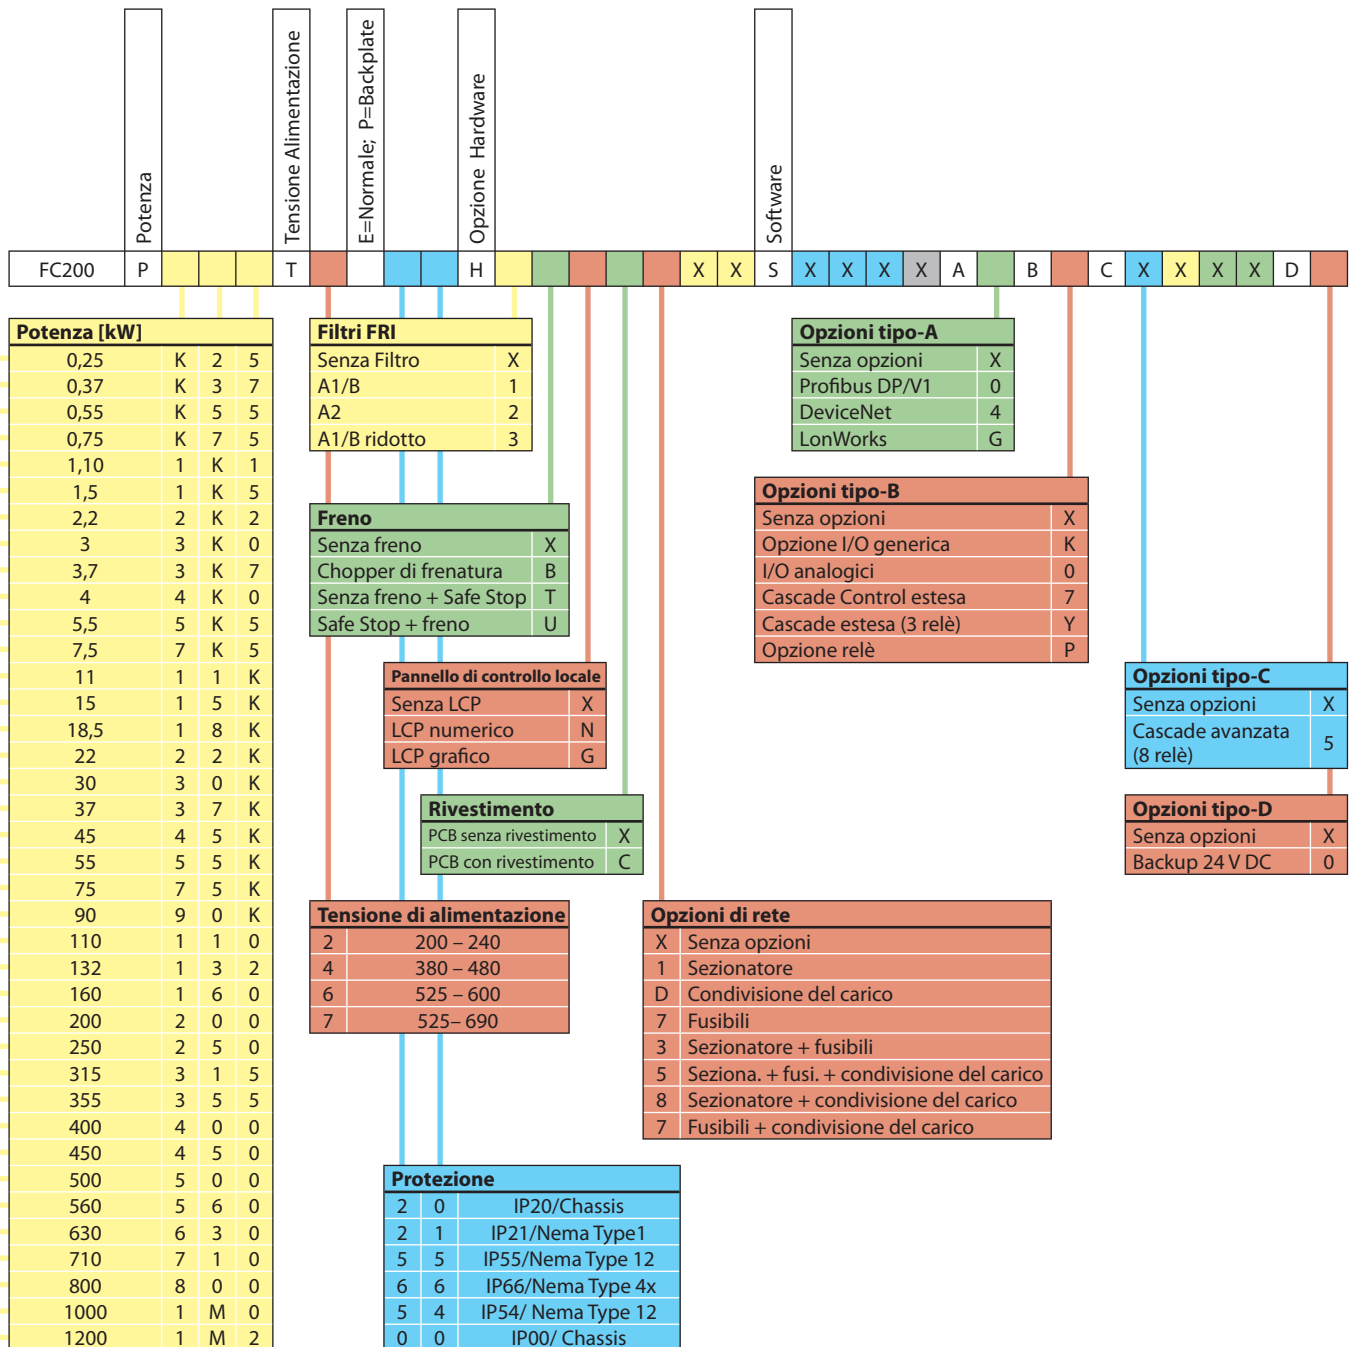 Potenza
Tensione Alimentazione
E=Normale; P=Backplate
Opzione Hardware
Software
FC200 P T H X X S X X X X A B C X X X X D
Potenza [kW]
0,25 K 2 5
0,37 K 3 7
0,55 K 5 5
0,75 K 7 5
1,10 1 K 1
1,5 1 K 5
2,2 2 K 2
3 3 K 0
3,7 3 K 7
4 4 K 0
5,5 5 K 5
7,5 7 K 5
11 1 1 K
15 1 5 K
18,5 1 8 K
22 2 2 K
30 3 0 K
37 3 7 K
45 4 5 K
55 5 5 K
75 7 5 K
90 9 0 K
110 1 1 0
132 1 3 2
160 1 6 0
200 2 0 0
250 2 5 0
315 3 1 5
355 3 5 5
400 4 0 0
450 4 5 0
500 5 0 0
560 5 6 0
630 6 3 0
710 7 1 0
800 8 0 0
1000 1 M 0
1200 1 M 2
Filtri FRI
Senza Filtro X
A1/B 1
A2 2
A1/B ridotto 3
Freno
Senza freno X
Chopper di frenatura B
Senza freno + Safe Stop T
Safe Stop + freno U
Pannello di controllo locale
Senza LCP X
LCP numerico N
LCP grafico G
Rivestimento
PCB senza rivestimento X
PCB con rivestimento C
Tensione di alimentazione
2 200 – 240
4 380 – 480
6 525 – 600
7 525– 690
Protezione
2 0 IP20/Chassis
2 1 IP21/Nema Type1
5 5 IP55/Nema Type 12
6 6 IP66/Nema Type 4x
5 4 IP54/ Nema Type 12
0 0 IP00/ Chassis
Opzioni di rete
X Senza opzioni
1 Sezionatore
D Condivisione del carico
7 Fusibili
3 Sezionatore + fusibili
5 Seziona. + fusi. + condivisione del carico
8 Sezionatore + condivisione del carico
7 Fusibili + condivisione del carico
Opzioni tipo-A
Senza opzioni X
Profibus DP/V1 0
DeviceNet 4
LonWorks G
Opzioni tipo-B
Senza opzioni X
Opzione I/O generica K
I/O analogici 0
Cascade Control estesa 7
Cascade estesa (3 relè) Y
Opzione relè P
Opzioni tipo-C
Senza opzioni X
Cascade avanzata
(8 relè) 5
Opzioni tipo-D
Senza opzioni X
Backup 24 V DC 0